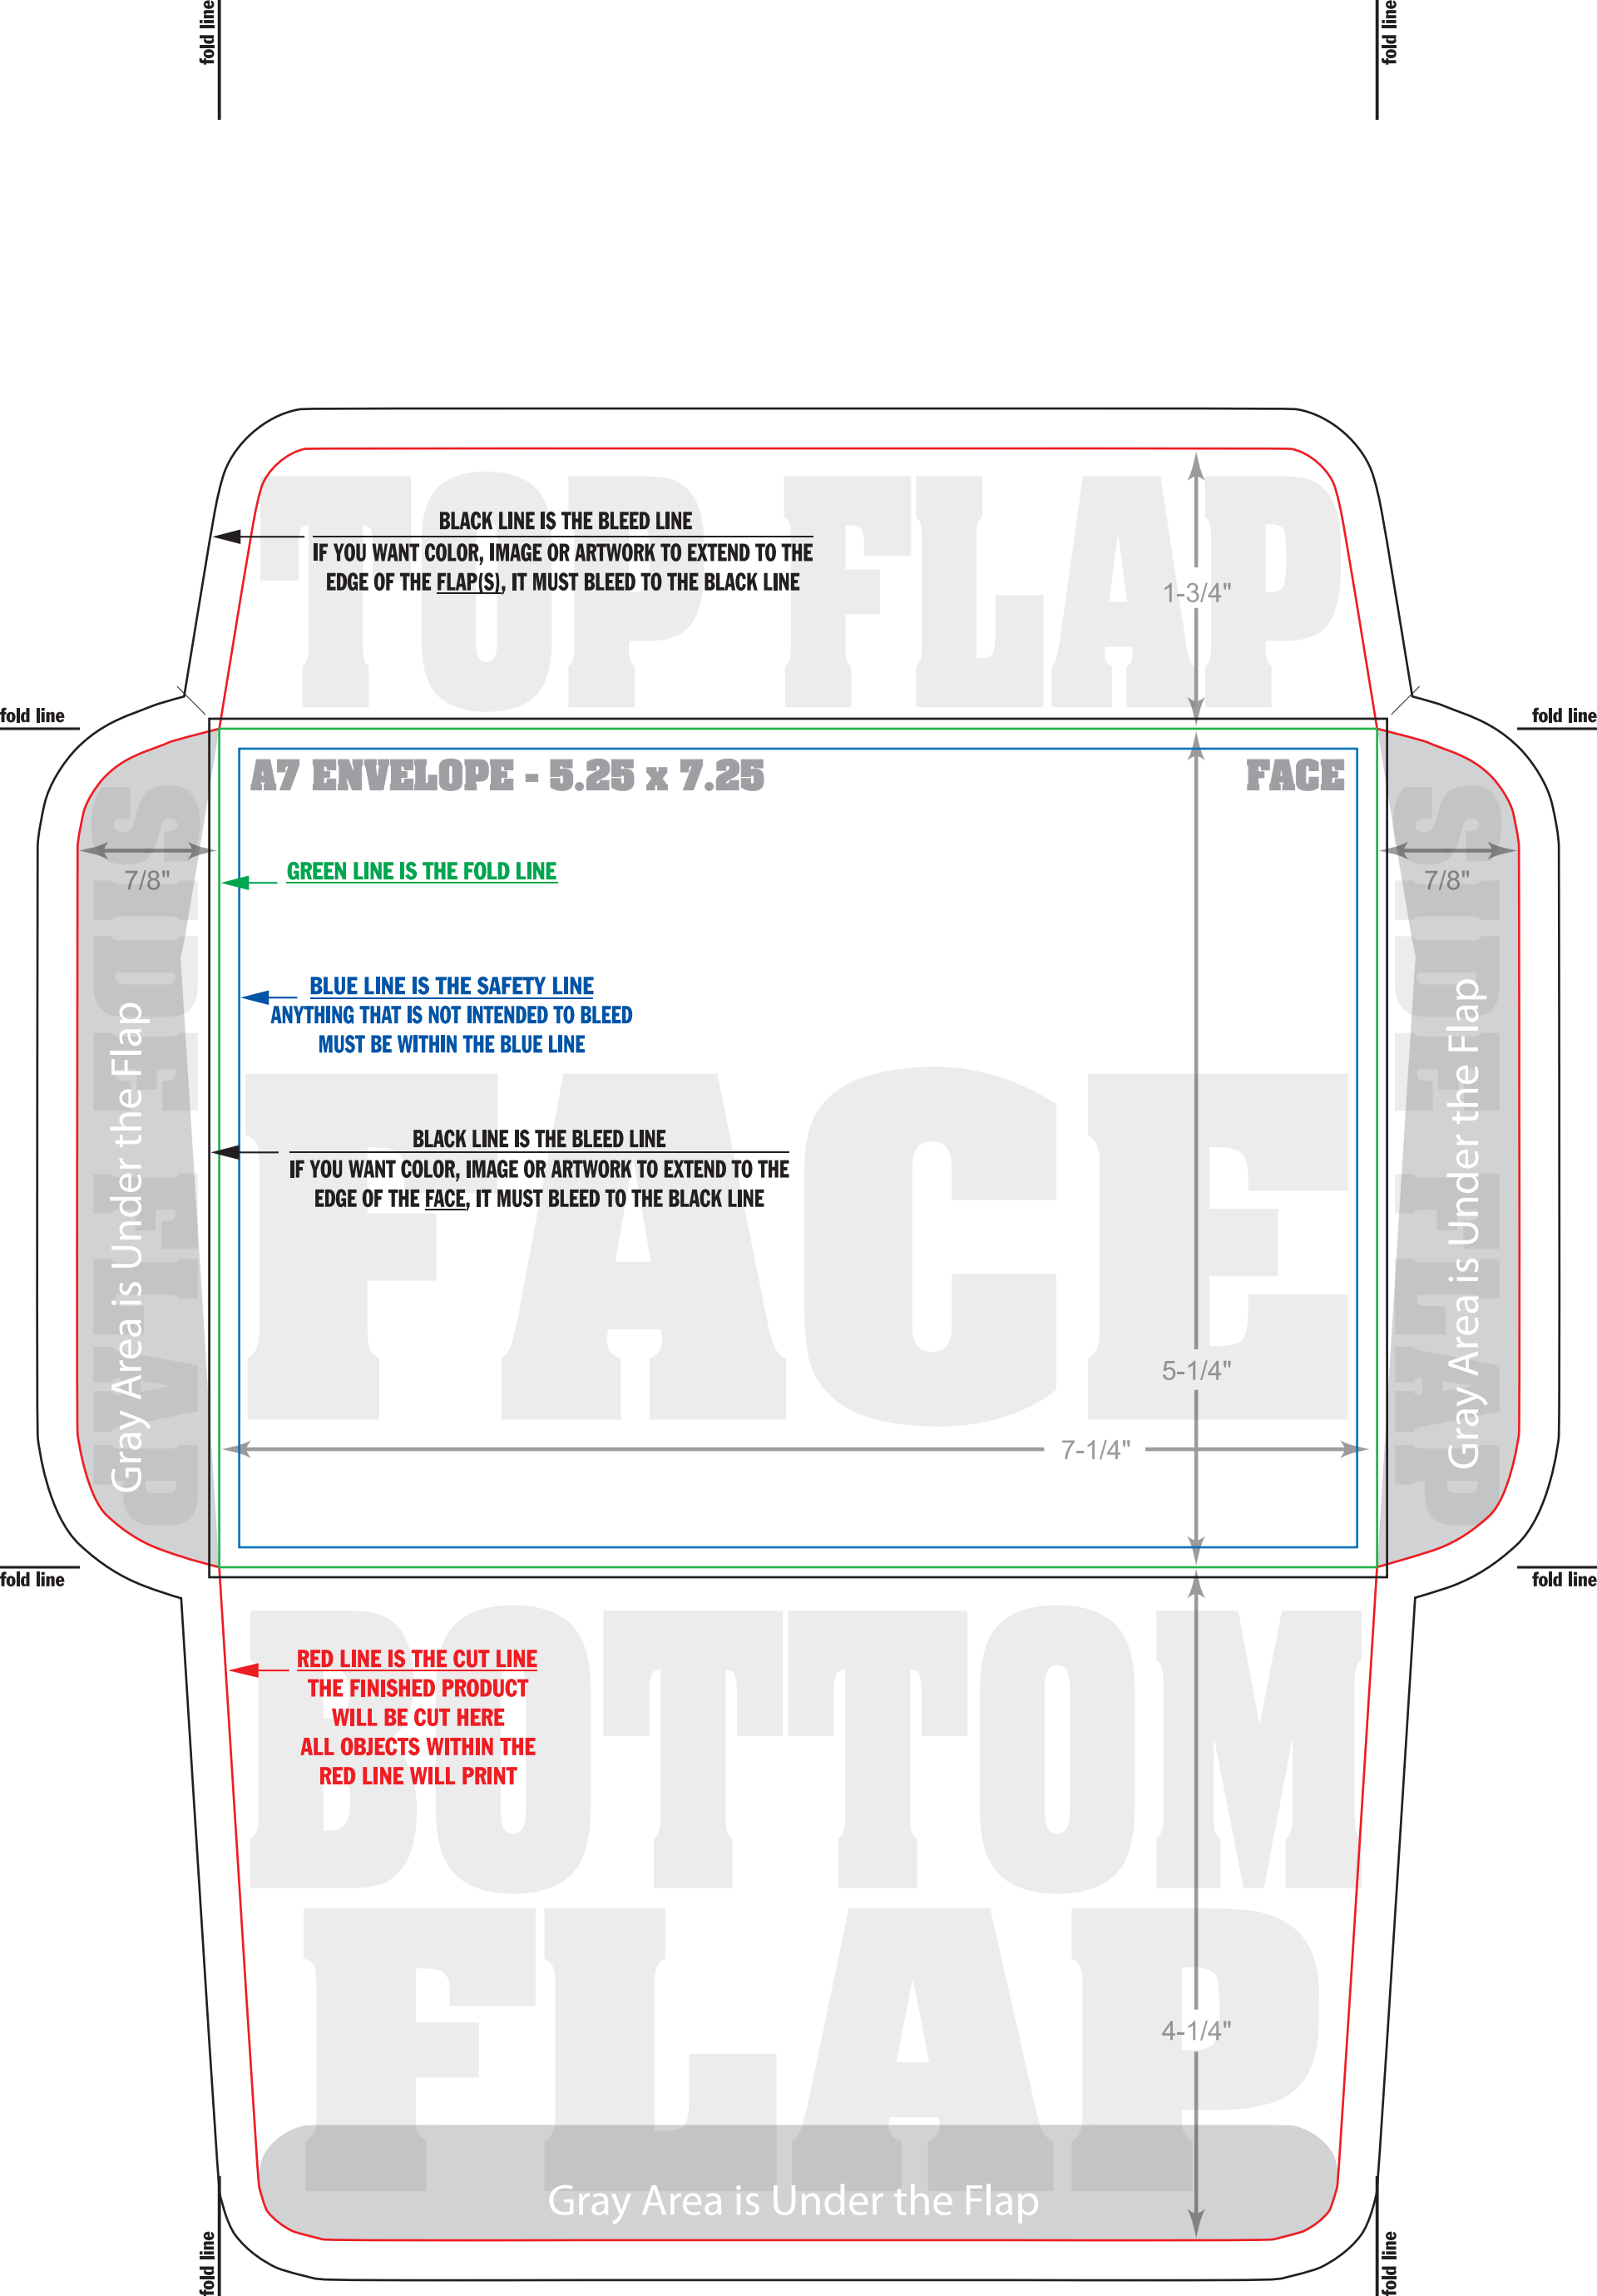 fold line
fold line
TOP FLAP
BLACK LINE IS THE BLEED LINE
IF YOU WANT COLOR, IMAGE OR ARTWORK TO EXTEND TO THE
EDGE OF THE FLAP(S), IT MUST BLEED TO THE BLACK LINE
1-3/4"
fold line
fold line
A7 ENVELOPE - 5.25 x 7.25
FACE
SIDE FLAP
7/8"
Gray Area is Under the Flap
GREEN LINE IS THE FOLD LINE
BLUE LINE IS THE SAFETY LINE
ANYTHING THAT IS NOT INTENDED TO BLEED
MUST BE WITHIN THE BLUE LINE
FACE
BLACK LINE IS THE BLEED LINE
IF YOU WANT COLOR, IMAGE OR ARTWORK TO EXTEND TO THE
EDGE OF THE FACE, IT MUST BLEED TO THE BLACK LINE
5-1/4"
7-1/4"
SIDE FLAP
7/8"
Gray Area is Under the Flap
fold line
fold line
BOTTOM
RED LINE IS THE CUT LINE
THE FINISHED PRODUCT
WILL BE CUT HERE
ALL OBJECTS WITHIN THE
RED LINE WILL PRINT
FLAP
4-1/4"
Gray Area is Under the Flap
fold line
fold line